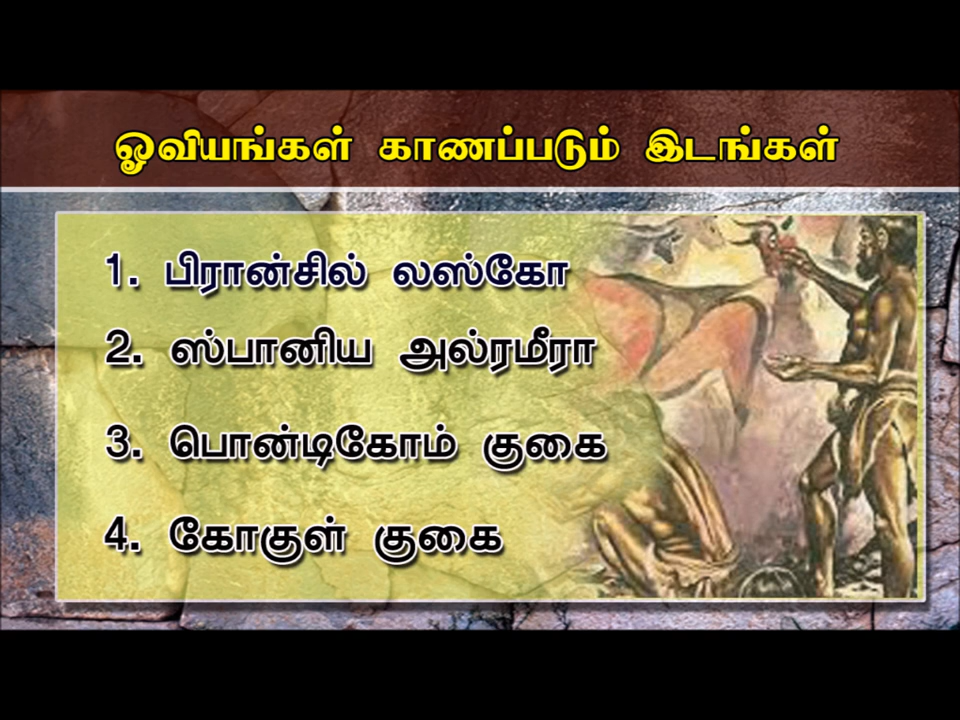 ஓவியங்கள் காணப்படும் இடங்கள்
1. பிரான்சில் லஸ்கோ
2. ஸ்பானிய அல்ரமீரா
3. பொன்டிகோம் குகை
4. கோகுள் குகை